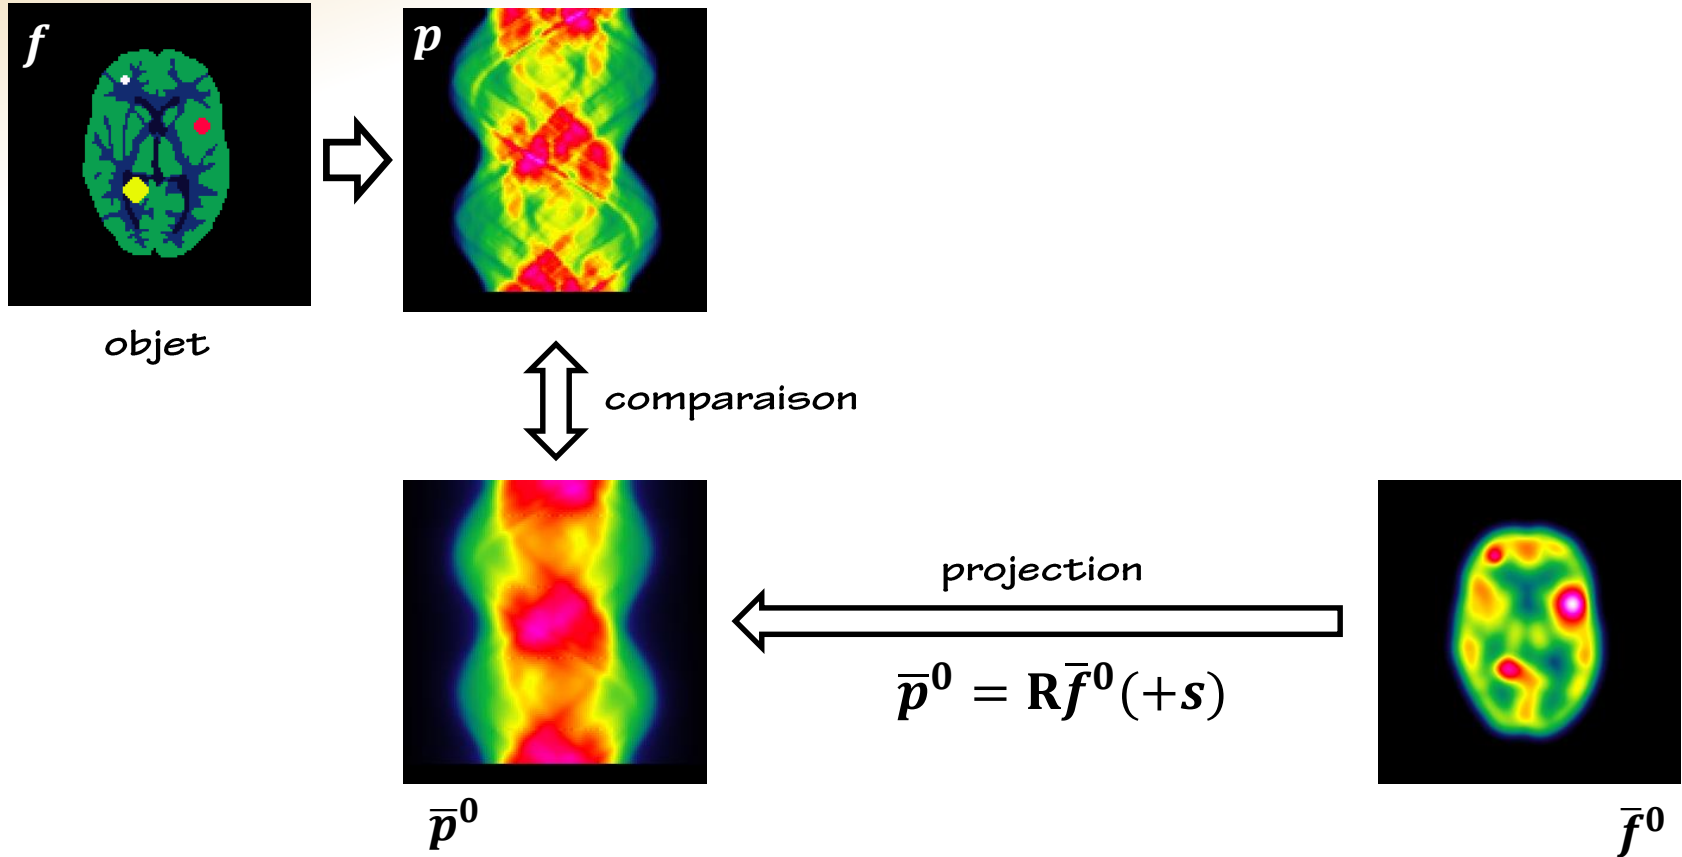 f
p
objet
comparaison
projection
p̅⁰ = Rf̅⁰(+s)
p̅⁰
f̅⁰